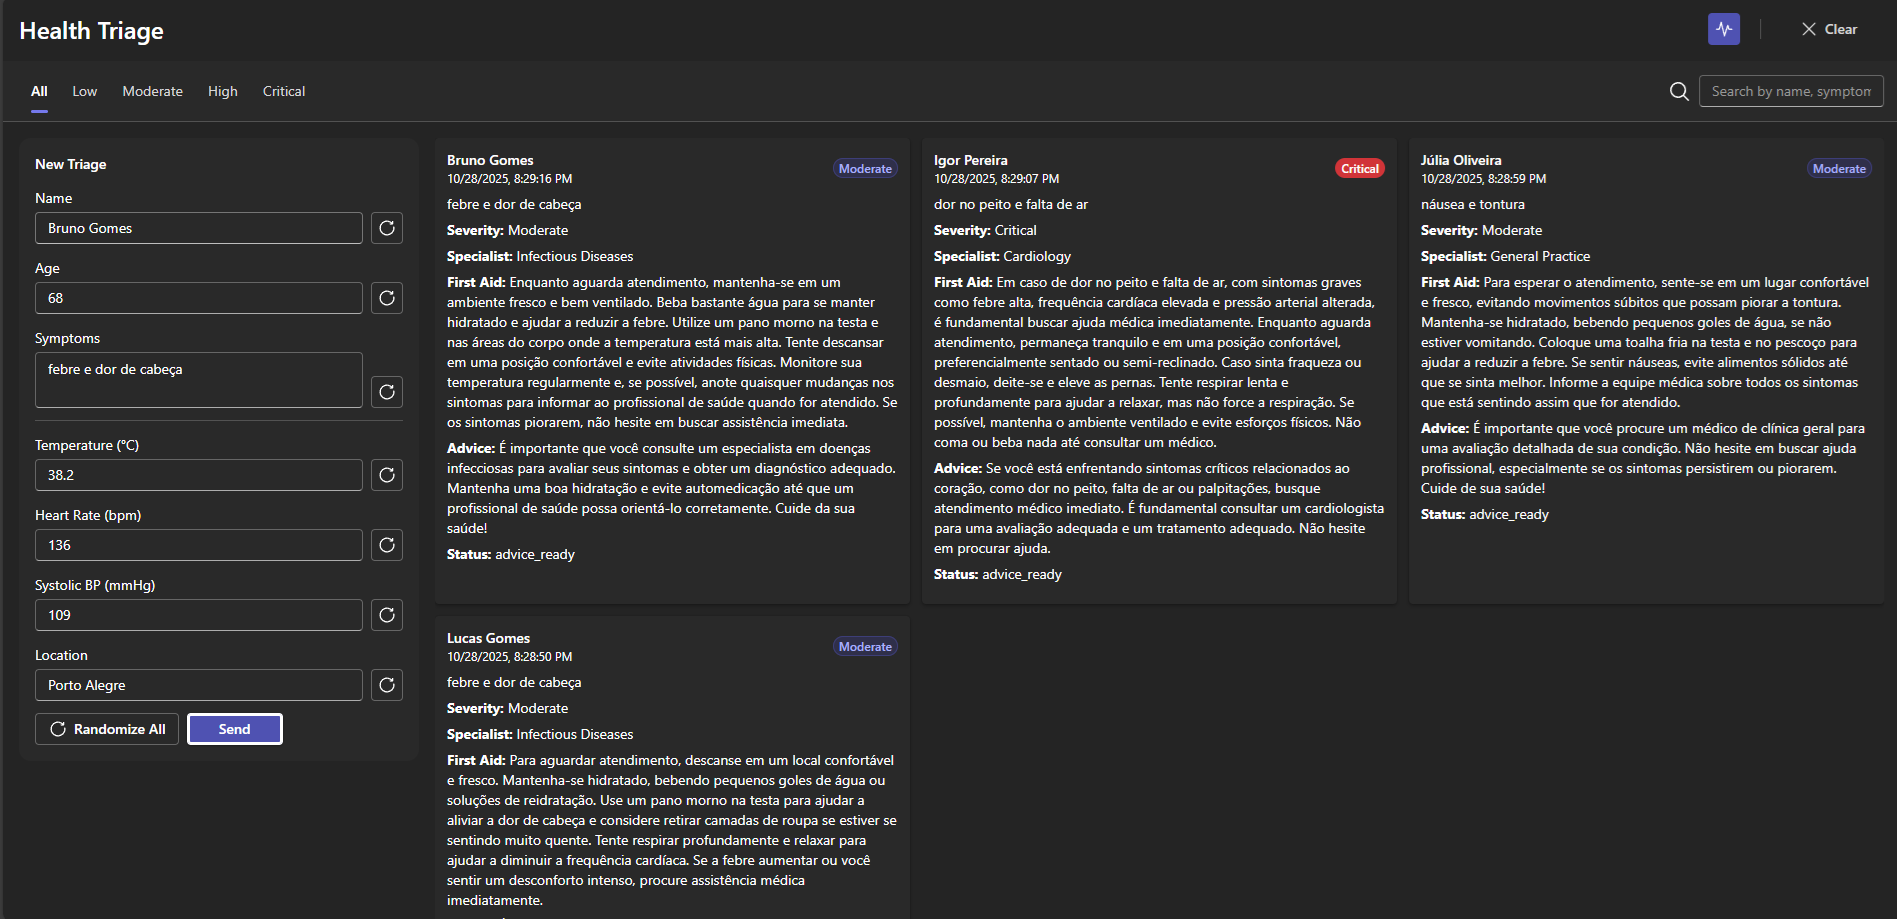 Health Triage
Clear
All
Low
Moderate
High
Critical
Search by name, symptom
New Triage
Name
Bruno Gomes
Age
68
Symptoms
febre e dor de cabeça
Temperature (°C)
38.2
Heart Rate (bpm)
136
Systolic BP (mmHg)
109
Location
Porto Alegre
Randomize All
Send
Bruno Gomes
Moderate
10/28/2025, 8:29:16 PM
febre e dor de cabeça
Severity: Moderate
Specialist: Infectious Diseases
First Aid: Enquanto aguarda atendimento, mantenha-se em um
ambiente fresco e bem ventilado. Beba bastante água para se manter
hidratado e ajudar a reduzir a febre. Utilize um pano morno na testa e
nas áreas do corpo onde a temperatura está mais alta. Tente descansar
em uma posição confortável e evite atividades físicas. Monitore sua
temperatura regularmente e, se possível, anote quaisquer mudanças nos
sintomas para informar ao profissional de saúde quando for atendido. Se
os sintomas piorarem, não hesite em buscar assistência imediata.
Advice: É importante que você consulte um especialista em doenças
infecciosas para avaliar seus sintomas e obter um diagnóstico adequado.
Mantenha uma boa hidratação e evite automedicação até que um
profissional de saúde possa orientá-lo corretamente. Cuide da sua
saúde!
Status: advice_ready
Igor Pereira
Critical
10/28/2025, 8:29:07 PM
dor no peito e falta de ar
Severity: Critical
Specialist: Cardiology
First Aid: Em caso de dor no peito e falta de ar, com sintomas graves
como febre alta, frequência cardíaca elevada e pressão arterial alterada,
é fundamental buscar ajuda médica imediatamente. Enquanto aguarda
atendimento, permaneça tranquilo e em uma posição confortável,
preferencialmente sentado ou semi-reclinado. Caso sinta fraqueza ou
desmaio, deite-se e eleve as pernas. Tente respirar lenta e
profundamente para ajudar a relaxar, mas não force a respiração. Se
possível, mantenha o ambiente ventilado e evite esforços físicos. Não
coma ou beba nada até consultar um médico.
Advice: Se você está enfrentando sintomas críticos relacionados ao
coração, como dor no peito, falta de ar ou palpitações, busque
atendimento médico imediato. É fundamental consultar um cardiologista
para uma avaliação adequada e um tratamento adequado. Não hesite
em procurar ajuda.
Status: advice_ready
Júlia Oliveira
Moderate
10/28/2025, 8:28:59 PM
náusea e tontura
Severity: Moderate
Specialist: General Practice
First Aid: Para esperar o atendimento, sente-se em um lugar confortável
e fresco, evitando movimentos súbitos que possam piorar a tontura.
Mantenha-se hidratado, bebendo pequenos goles de água, se não
estiver vomitando. Coloque uma toalha fria na testa e no pescoço para
ajudar a reduzir a febre. Se sentir náuseas, evite alimentos sólidos até
que se sinta melhor. Informe a equipe médica sobre todos os sintomas
que está sentindo assim que for atendido.
Advice: É importante que você procure um médico de clínica geral para
uma avaliação detalhada de sua condição. Não hesite em buscar ajuda
profissional, especialmente se os sintomas persistirem ou piorarem.
Cuide de sua saúde!
Status: advice_ready
Lucas Gomes
Moderate
10/28/2025, 8:28:50 PM
febre e dor de cabeça
Severity: Moderate
Specialist: Infectious Diseases
First Aid: Para aguardar atendimento, descanse em um local confortável
e fresco. Mantenha-se hidratado, bebendo pequenos goles de água ou
soluções de reidratação. Use um pano morno na testa para ajudar a
aliviar a dor de cabeça e considere retirar camadas de roupa se estiver se
sentindo muito quente. Tente respirar profundamente e relaxar para
ajudar a diminuir a frequência cardíaca. Se a febre aumentar ou você
sentir um desconforto intenso, procure assistência médica
imediatamente.